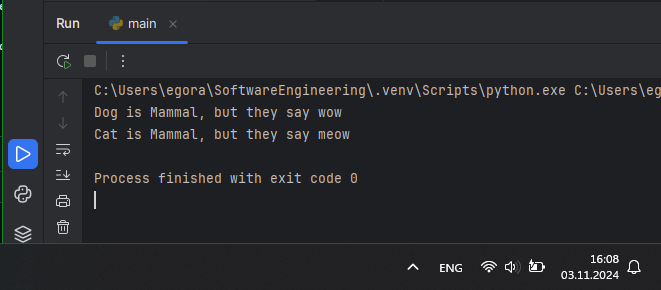 Run
main
C:\Users\egora\SoftwareEngineering\.venv\Scripts\python.exe C:\Users\eg
Dog is Mammal, but they say wow
Cat is Mammal, but they say meow
Process finished with exit code 0
ENG
16:08
03.11.2024